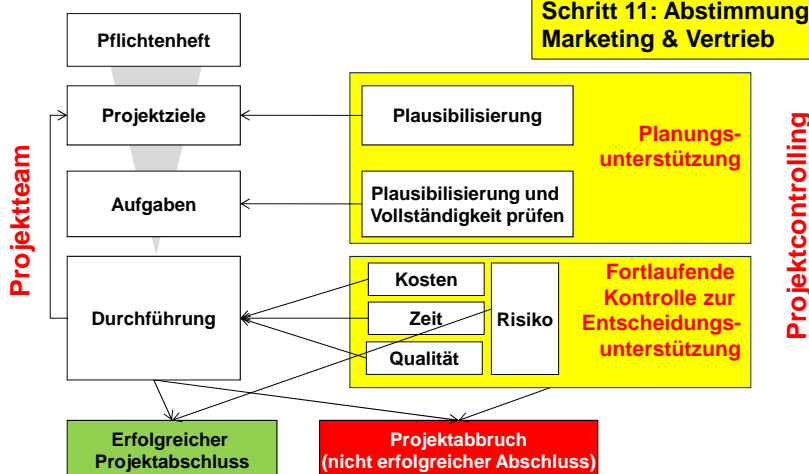 Schritt 11: Abstimmung
Marketing & Vertrieb
Pflichtenheft
Projektziele
Plausibilisierung
Planungs-
unterstützung
Aufgaben
Plausibilisierung und
Vollständigkeit prüfen
Projektteam
Projektcontrolling
Durchführung
Kosten
Zeit
Qualität
Risiko
Fortlaufende
Kontrolle zur
Entscheidungs-
unterstützung
Erfolgreicher
Projektabschluss
Projektabbruch
(nicht erfolgreicher Abschluss)